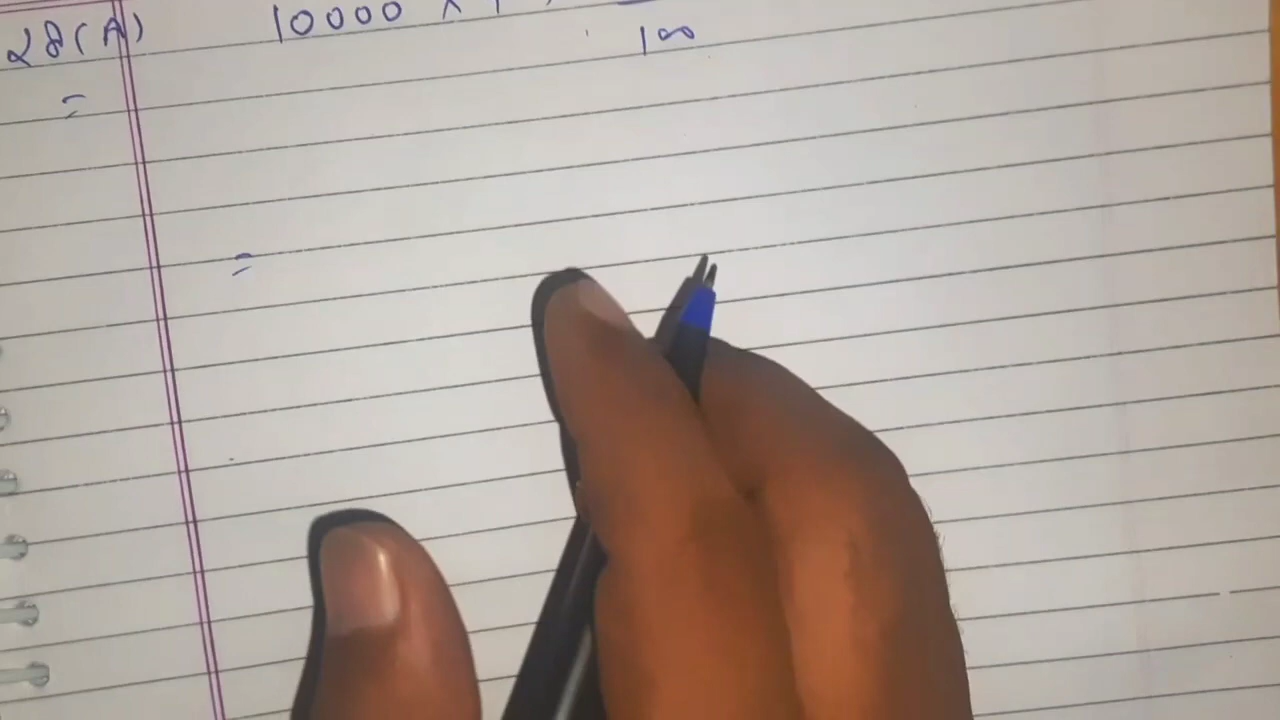 28(A) 10000 ×
100
=
=